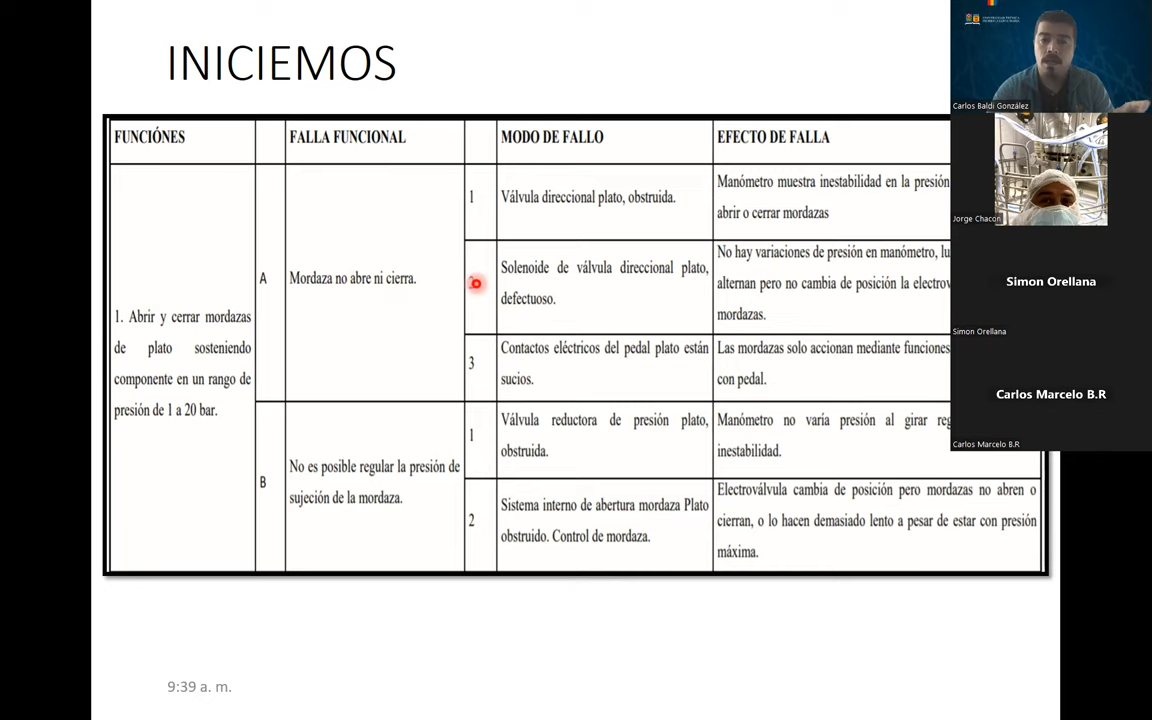 INICIEMOS
FUNCIÓNES
FALLA FUNCIONAL
MODO DE FALLO
EFECTO DE FALLA
1. Abrir y cerrar mordazas
de plato sosteniendo
componente en un rango de
presión de 1 a 20 bar.
A
Mordaza no abre ni cierra.
1
Válvula direccional plato, obstruida.
Manómetro muestra inestabilidad en la presión
abrir o cerrar mordazas
Solenoide de válvula direccional plato,
defectuoso.
No hay variaciones de presión en manómetro,
alternan pero no cambia de posición la
mordazas.
3
Contactos eléctricos del pedal plato están
sucios.
Las mordazas solo accionan mediante funciones
con pedal.
B
No es posible regular la presión de
sujeción de la mordaza.
1
Válvula reductora de presión plato,
obstruida.
Manómetro no varía presión al girar
inestabilidad.
2
Sistema interno de abertura mordaza Plato
obstruido. Control de mordaza.
Electroválvula cambia de posición pero mordazas no abren o
cierran, o lo hacen demasiado lento a pesar de estar con presión
máxima.
9:39 a. m.
Carlos Baldi González
Jorge Chacon
Simon Orellana
Simon Orellana
Carlos Marcelo B.R
Carlos Marcelo B.R